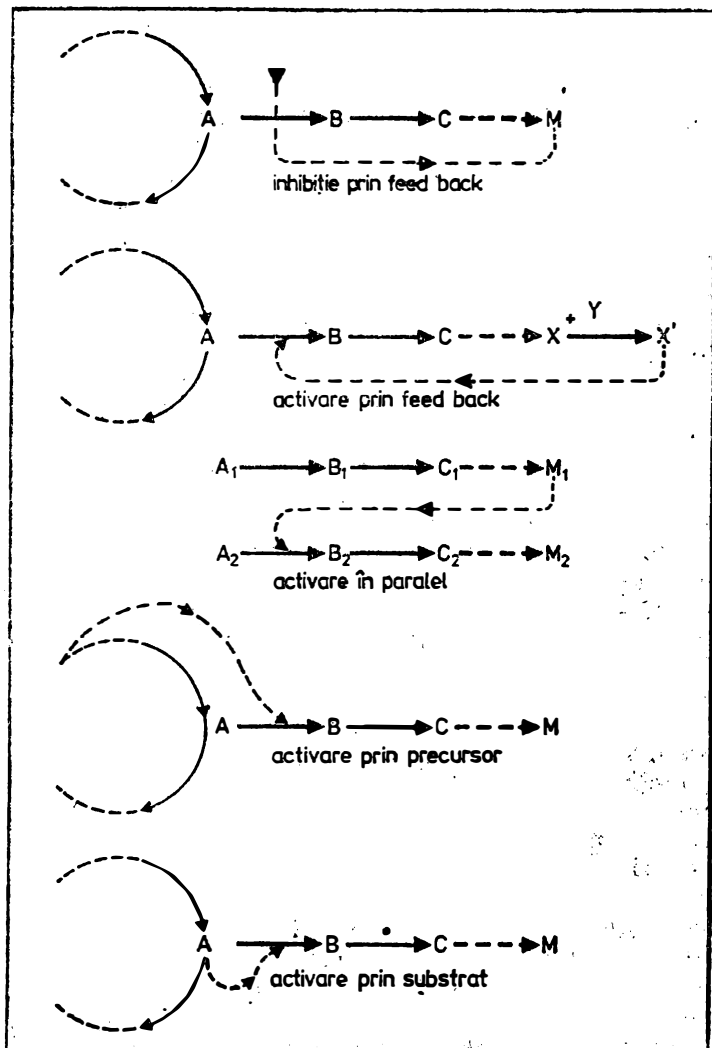 A B C M
inhibiție prin feed back
A B C X + Y X'
activare prin feed back
A₁ B₁ C₁ M₁
A₂ B₂ C₂ M₂
activare în paralel
A B C M
activare prin precursor
A B C M
activare prin substrat